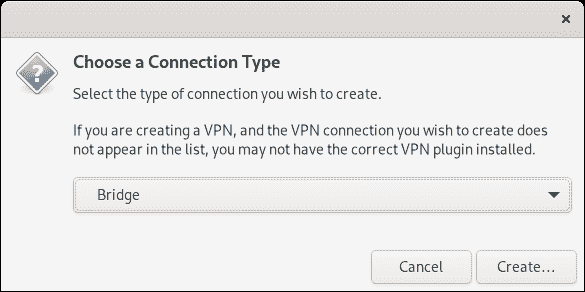 Choose a Connection Type
Select the type of connection you wish to create.
If you are creating a VPN, and the VPN connection you wish to create does
not appear in the list, you may not have the correct VPN plugin installed.
Bridge
Cancel
Create...